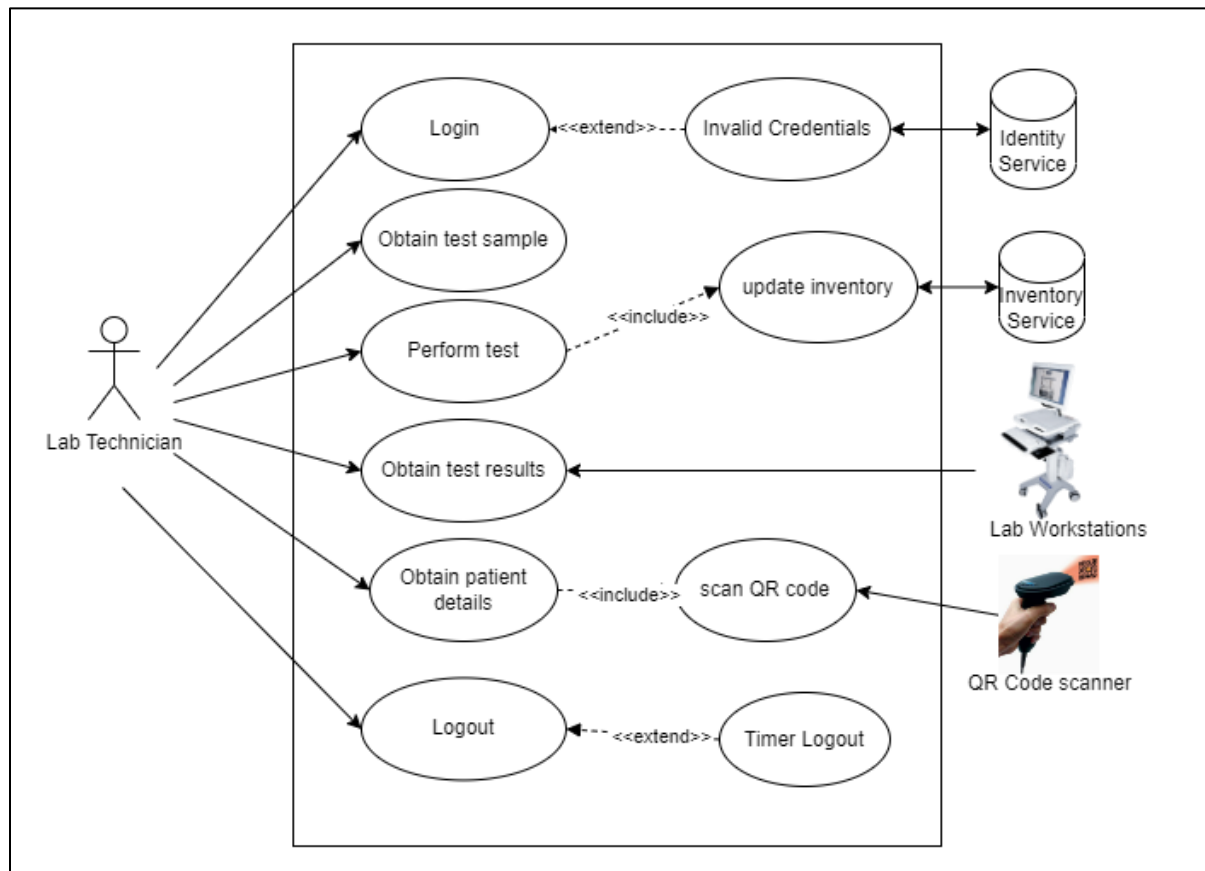 Login
<<extend>>
Invalid Credentials
Identity
Service
Obtain test sample
update inventory
Inventory
Service
<<include>>
Perform test
Lab Technician
Obtain test results
Lab Workstations
Obtain patient
details
<<include>>
scan QR code
QR Code scanner
Logout
<<extend>>
Timer Logout